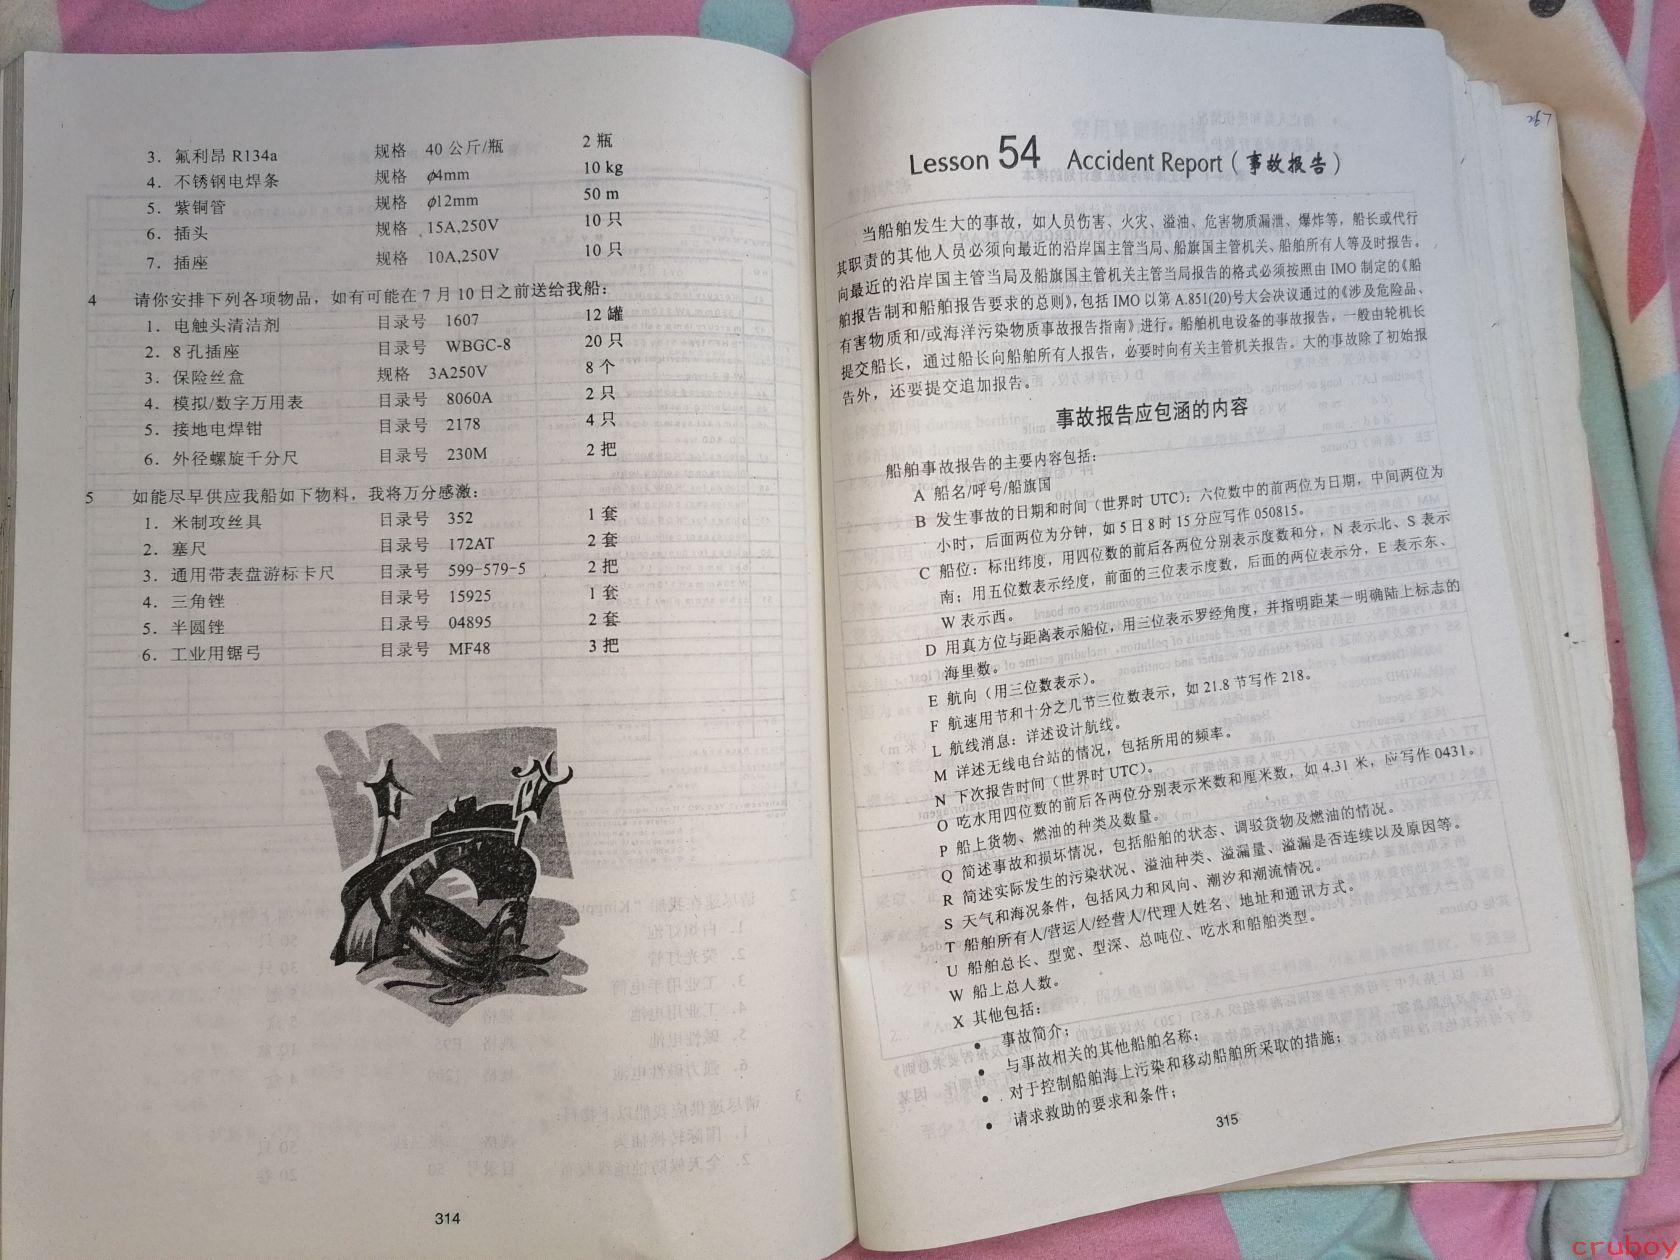 3. 氟利昂 R134a 规格 40 公斤/瓶 2 瓶
4. 不锈钢电焊条 规格 ϕ4mm 10 kg
5. 紫铜管 规格 ϕ12mm 50 m
6. 插头 规格 15A,250V 10 只
7. 插座 规格 10A,250V 10 只
4 请你安排下列各项物品，如有可能在 7 月 10 日之前送给我船：
1. 电触头清洁剂 目录号 1607 12 罐
2. 8 孔插座 目录号 WBGC-8 20 只
3. 保险丝盒 规格 3A250V 8 个
4. 模拟/数字万用表 目录号 8060A 2 只
5. 接地电焊钳 目录号 2178 4 只
6. 外径螺旋千分尺 目录号 230M 2 把
5 如能尽早供应我船如下物料，我将万分感激：
1. 米制攻丝具 目录号 352 1 套
2. 塞尺 目录号 172AT 2 套
3. 通用带表盘游标卡尺 目录号 599-579-5 2 把
4. 三角锉 目录号 15925 1 套
5. 半圆锉 目录号 04895 2 套
6. 工业用锯弓 目录号 MF48 3 把
314
267
Lesson 54 Accident Report（事故报告）
当船舶发生大的事故，如人员伤害、火灾、溢油、危害物质漏泄、爆炸等，船长或代行
其职责的其他人员必须向最近的沿岸国主管当局、船旗国主管机关、船舶所有人等及时报告。
向最近的沿岸国主管当局及船旗国主管机关主管当局报告的格式必须按照由 IMO 制定的《船
舶报告制和船舶报告要求的总则》，包括 IMO 以第 A.851(20)号大会决议通过的《涉及危险品、
有害物质和/或海洋污染物质事故报告指南》进行。船舶机电设备的事故报告，一般由轮机长
提交船长，通过船长向船舶所有人报告，必要时向有关主管机关报告。大的事故除了初始报
告外，还要提交追加报告。
事故报告应包涵的内容
船舶事故报告的主要内容包括：
A 船名/呼号/船旗国
B 发生事故的日期和时间（世界时 UTC）：六位数中的前两位为日期，中间两位为
小时，后面两位为分钟，如 5 日 8 时 15 分应写作 050815。
C 船位：标出纬度，用四位数的前后各两位分别表示度数和分，N 表示北、S 表示
南；用五位数表示经度，前面的三位表示度数，后面的两位表示分，E 表示东、
W 表示西。
D 用真方位与距离表示船位，用三位表示罗经角度，并指明距某一明确陆上标志的
海里数。
E 航向（用三位数表示）。
F 航速用节和十分之几节三位数表示，如 21.8 节写作 218。
L 航线消息：详述设计航线。
M 详述无线电台站的情况，包括所用的频率。
N 下次报告时间（世界时 UTC）。
O 吃水用四位数的前后各两位分别表示米数和厘米数，如 4.31 米，应写作 0431。
P 船上货物、燃油的种类及数量。
Q 简述事故和损坏情况，包括船舶的状态、调驳货物及燃油的情况。
R 简述实际发生的污染状况、溢油种类、溢漏量、溢漏是否连续以及原因等。
S 天气和海况条件，包括风力和风向、潮汐和潮流情况。
T 船舶所有人/营运人/经营人/代理人姓名、地址和通讯方式。
U 船舶总长、型宽、型深、总吨位、吃水和船舶类型。
W 船上总人数。
X 其他包括：
• 事故简介；
• 与事故相关的其他船舶名称；
• 对于控制船舶海上污染和移动船舶所采取的措施；
• 请求救助的要求和条件；
315
cruboy